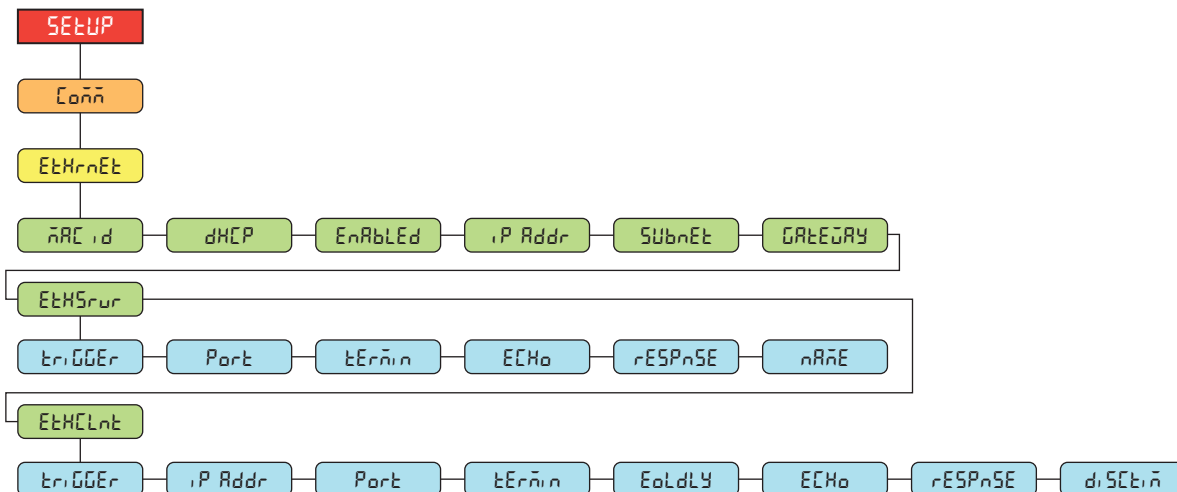 SEtUP
Comm
EtHrnEt
mAC id
dHCP
EnAbLEd
iP Addr
SUbnEt
GAtEwAY
EtHSrvr
triGGEr
Port
tErmin
ECHo
rESPnSE
nAmE
EtHCLnt
triGGEr
iP Addr
Port
tErmin
EoLdLY
ECHo
rESPnSE
diSCtim